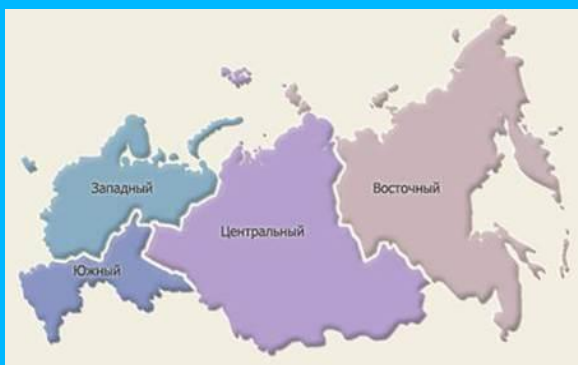 Западный
Восточный
Центральный
Южный